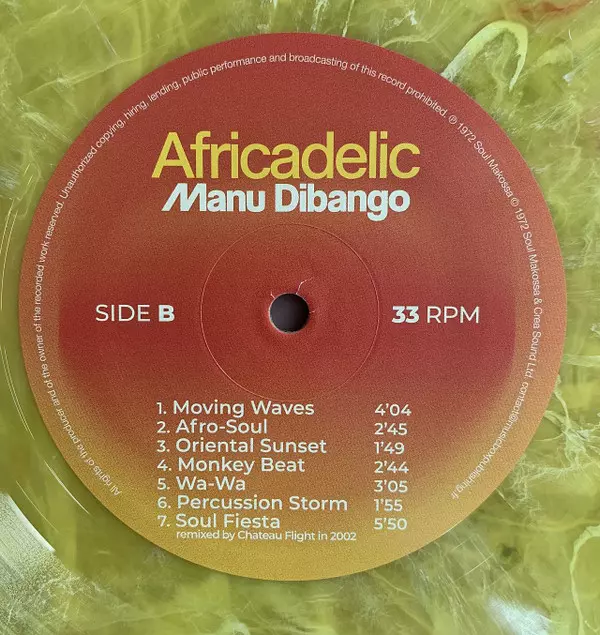 All rights of the producer and of the owner of the recorded work reserved. Unauthorized copying, hiring, lending, public performance and broadcasting of this record prohibited. ℗ 1972 Soul Makossa © 1972 Soul Makossa & Crea Sound Ltd. contact@musicboxpublishing.fr
Africadelic
Manu Dibango
SIDE B 33 RPM
1. Moving Waves 4'04
2. Afro-Soul 2'45
3. Oriental Sunset 1'49
4. Monkey Beat 2'44
5. Wa-Wa 3'05
6. Percussion Storm 1'55
7. Soul Fiesta 5'50
remixed by Chateau Flight in 2002